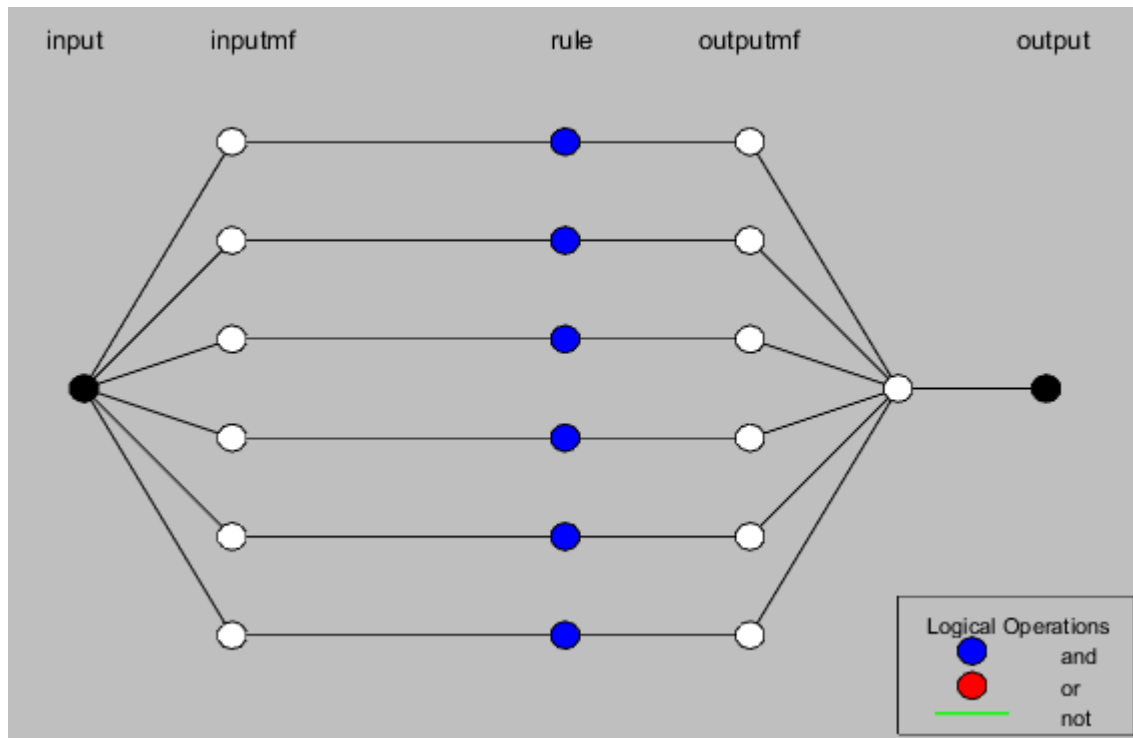 input inputmf rule outputmf output
Logical Operations
and
or
not